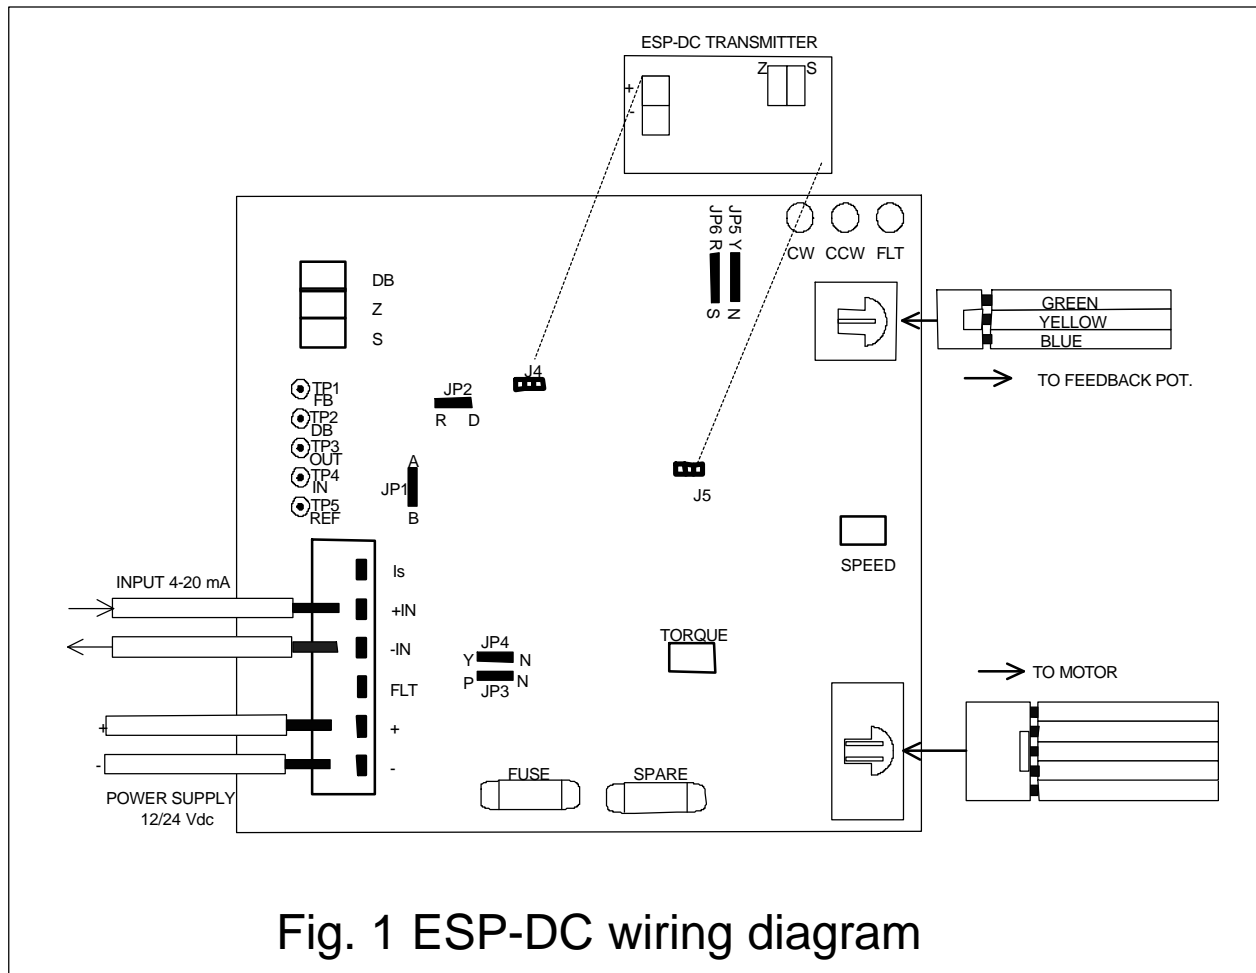 ESP-DC TRANSMITTER
Z S
+
-
JP6 R S
JP5 Y N
CW CCW FLT
DB
Z
S
GREEN
YELLOW
BLUE
TO FEEDBACK POT.
J4
JP2
R D
TP1
FB
TP2
DB
TP3
OUT
TP4
IN
TP5
REF
A
JP1
B
J5
SPEED
INPUT 4-20 mA
Is
+IN
-IN
FLT
+ +
- -
POWER SUPPLY
12/24 Vdc
JP4
Y N
P N
JP3
TORQUE
TO MOTOR
FUSE
SPARE
Fig. 1 ESP-DC wiring diagram